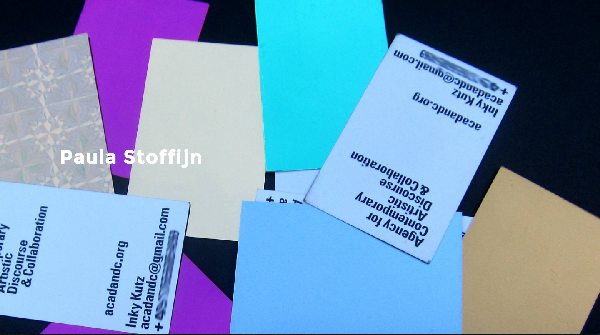 Paula Stoffijn
Agency for
Contemporary
Artistic
Discourse
& Collaboration
acadandc.org
Inky Kutz
acadandc@gmail.com
+
Artistic
Discourse
& Collaboration
acadandc.org
Inky Kutz
acadandc@gmail.com
+